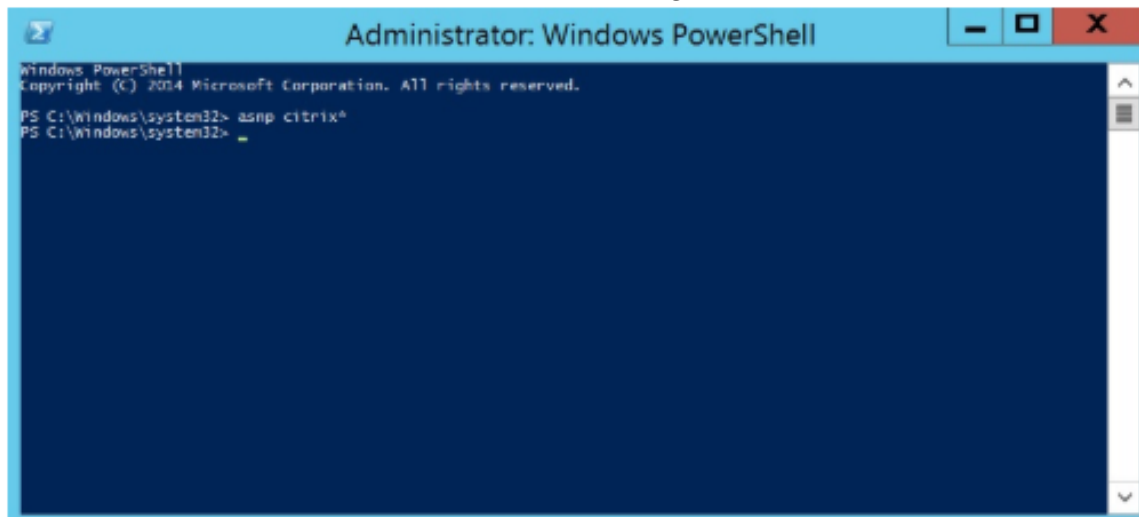 Administrator: Windows PowerShell
Windows PowerShell
Copyright (C) 2014 Microsoft Corporation. All rights reserved.
PS C:\Windows\system32> asnp citrix*
PS C:\Windows\system32> _